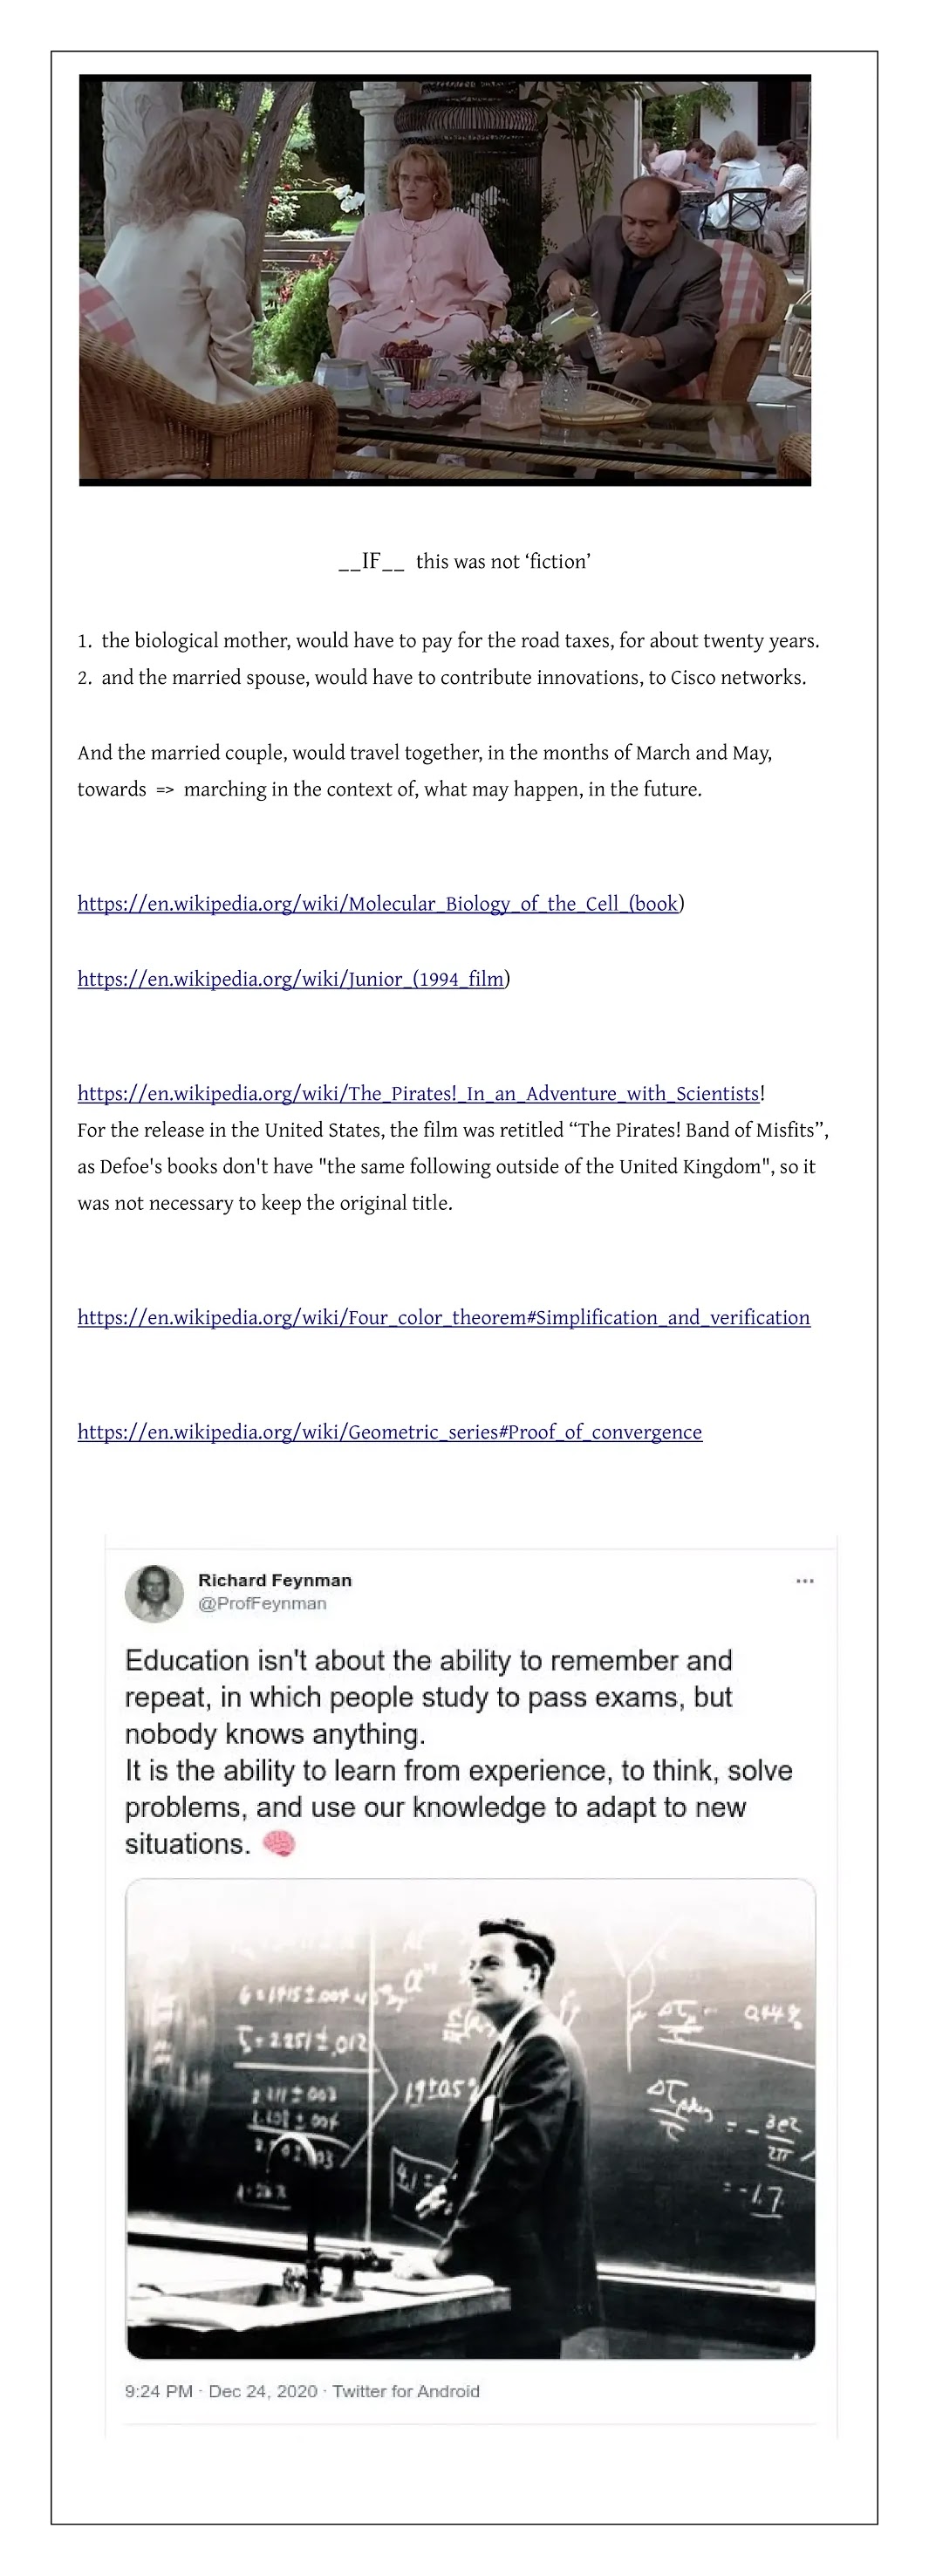 __IF__ this was not ‘fiction’
1. the biological mother, would have to pay for the road taxes, for about twenty years.
2. and the married spouse, would have to contribute innovations, to Cisco networks.
And the married couple, would travel together, in the months of March and May,
towards => marching in the context of, what may happen, in the future.
https://en.wikipedia.org/wiki/Molecular_Biology_of_the_Cell_(book)
https://en.wikipedia.org/wiki/Junior_(1994_film)
https://en.wikipedia.org/wiki/The_Pirates!_In_an_Adventure_with_Scientists!
For the release in the United States, the film was retitled “The Pirates! Band of Misfits”,
as Defoe's books don't have "the same following outside of the United Kingdom", so it
was not necessary to keep the original title.
https://en.wikipedia.org/wiki/Four_color_theorem#Simplification_and_verification
https://en.wikipedia.org/wiki/Geometric_series#Proof_of_convergence
Richard Feynman
@ProfFeynman
Education isn't about the ability to remember and
repeat, in which people study to pass exams, but
nobody knows anything.
It is the ability to learn from experience, to think, solve
problems, and use our knowledge to adapt to new
situations. 🧠
= -1.7
9:24 PM · Dec 24, 2020 · Twitter for Android